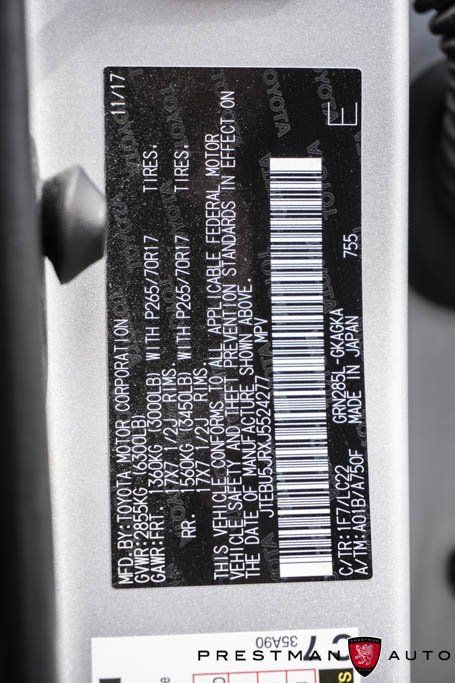 MFD.BY:TOYOTA MOTOR CORPORATION 11/17
GVWR:2855KG (6300LB)
GAWR:FRT. 1360KG (3000LB) WITH P265/70R17 TIRES.
17X7 1/2J RIMS.
RR. 1560KG (3450LB) WITH P265/70R17 TIRES.
17X7 1/2J RIMS.
THIS VEHICLE CONFORMS TO ALL APPLICABLE FEDERAL MOTOR
VEHICLE SAFETY AND THEFT PREVENTION STANDARDS IN EFFECT ON
THE DATE OF MANUFACTURE SHOWN ABOVE.
JTEBU5JRXJ5524277 MPV
E
C/TR:1F7/LC22 GRN285L-GKAGKA
A/TM:A01B/A750F MADE IN JAPAN 755
35A90
PRESTMAN AUTO
PRESTMAN